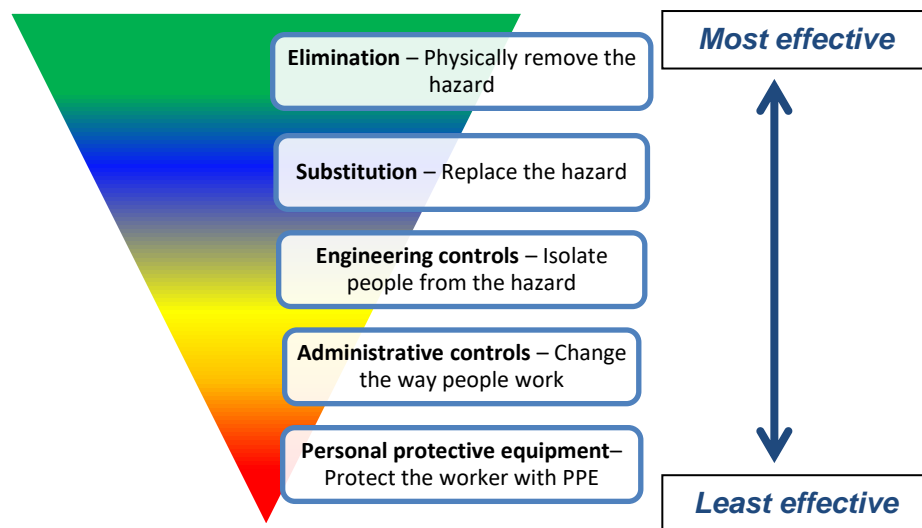 Most effective
Elimination – Physically remove the
hazard
Substitution – Replace the hazard
Engineering controls – Isolate
people from the hazard
Administrative controls – Change
the way people work
Personal protective equipment–
Protect the worker with PPE
Least effective